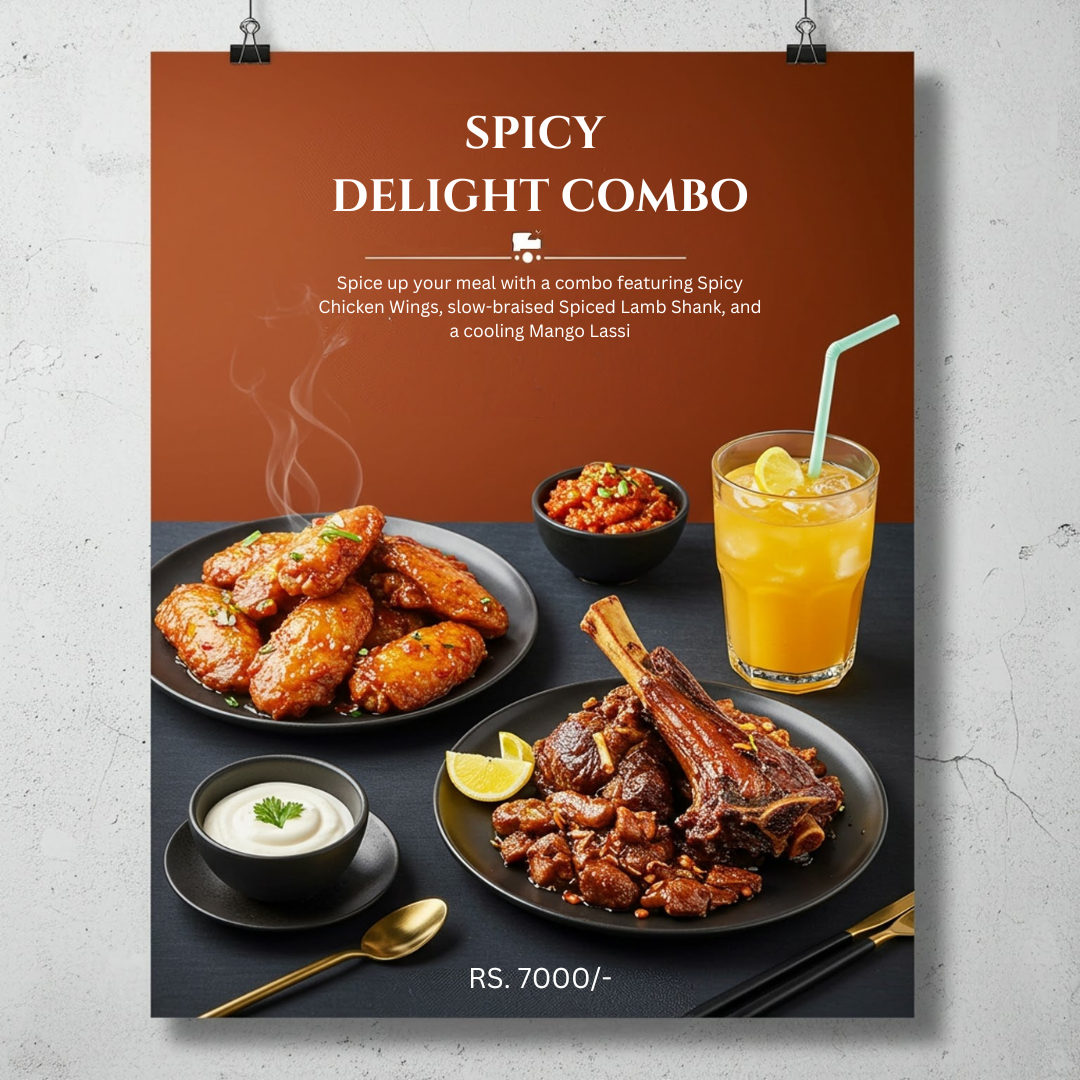 SPICY
DELIGHT COMBO
Spice up your meal with a combo featuring Spicy
Chicken Wings, slow-braised Spiced Lamb Shank, and
a cooling Mango Lassi
RS. 7000/-